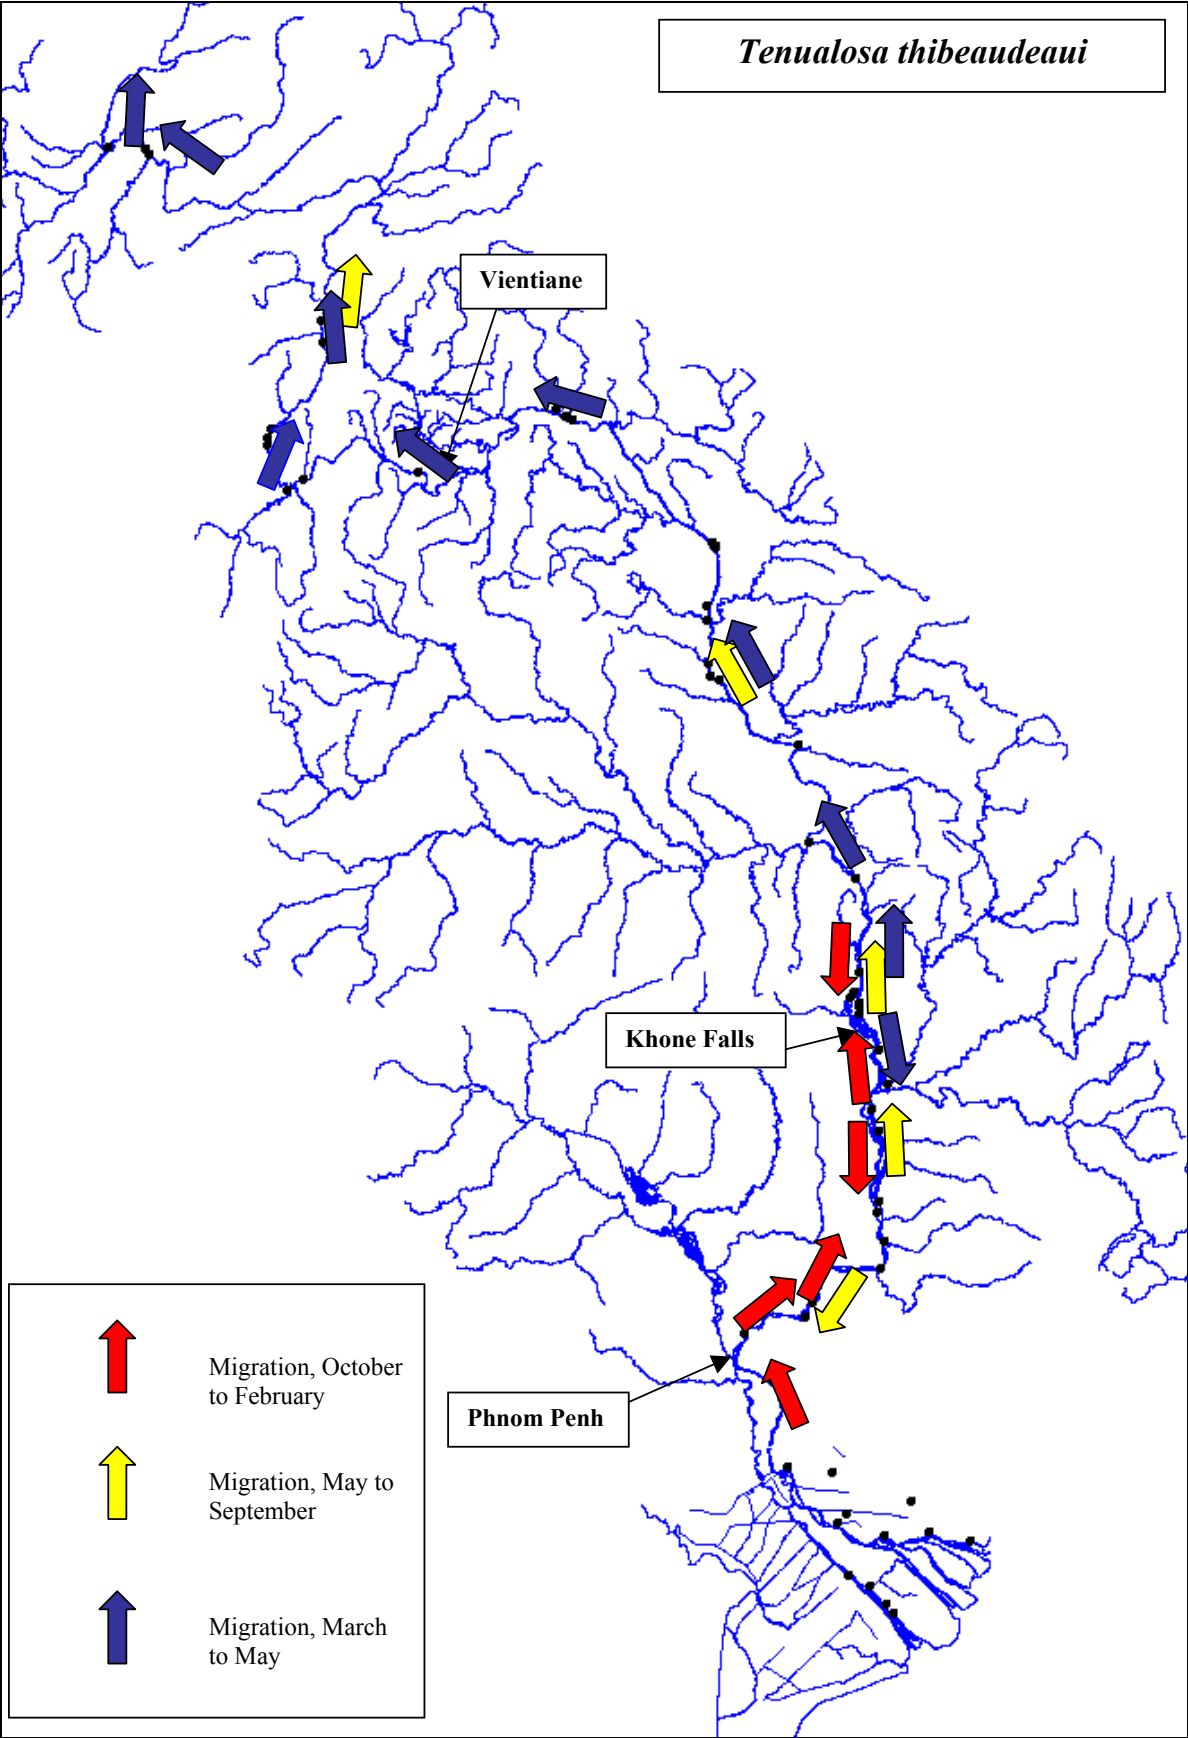 Tenualosa thibeaudeaui
Vientiane
Khone Falls
Phnom Penh
Migration, October
to February
Migration, May to
September
Migration, March
to May